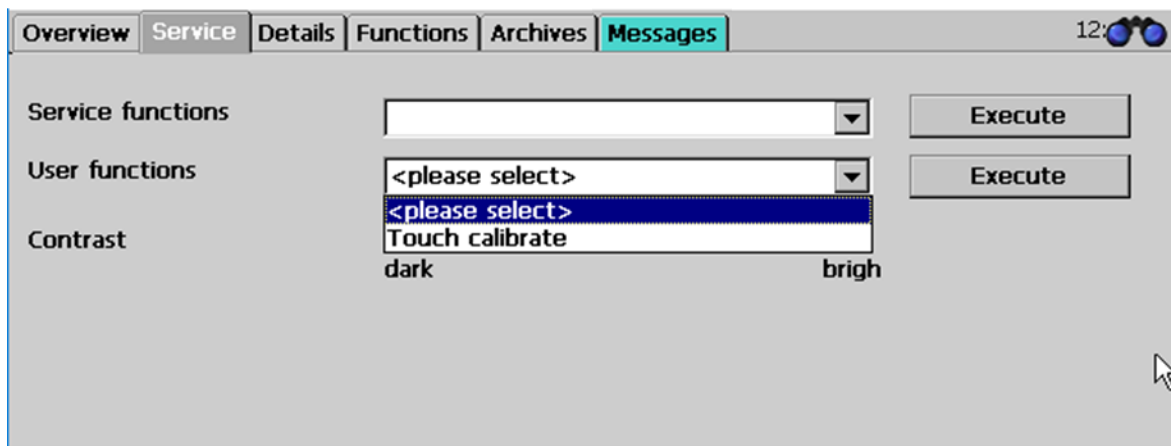 Overview Service Details Functions Archives Messages 12:
Service functions Execute
User functions <please select> Execute
<please select>
Contrast Touch calibrate
dark brigh